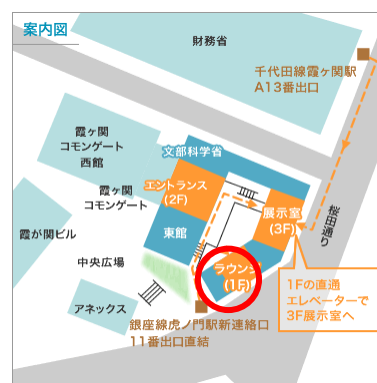 案内図
財務省
千代田線霞ヶ関駅
A13番出口
霞ヶ関
コモンゲート
西館
文部科学省
エントランス
(2F)
霞ヶ関
コモンゲート
展示室
(3F)
桜田通り
東館
霞が関ビル
中央広場
ラウンジ
(1F)
1Fの直通
エレベーターで
3F展示室へ
アネックス
銀座線虎ノ門駅新連絡口
11番出口直結